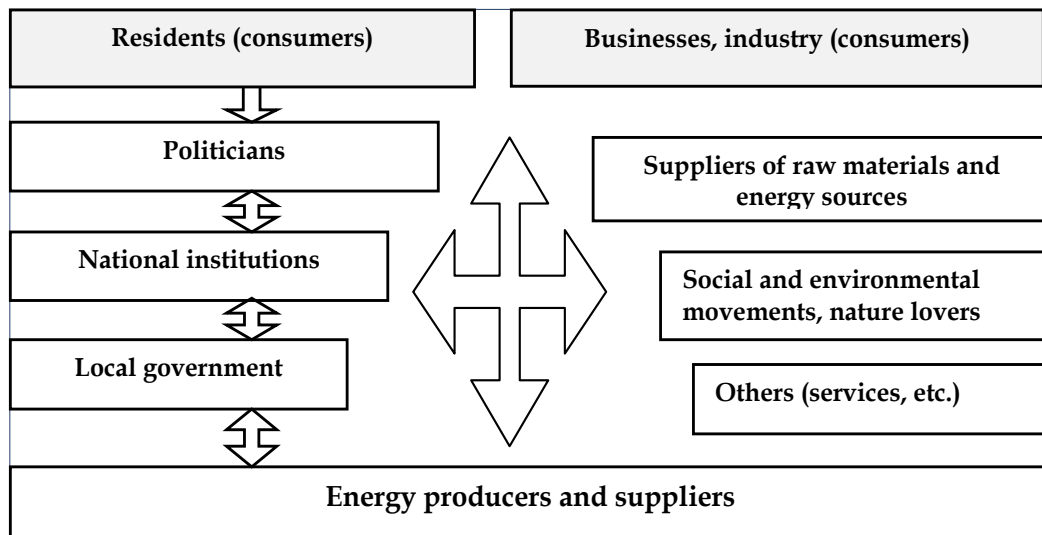 Residents (consumers)
Businesses, industry (consumers)
Politicians
Suppliers of raw materials and
energy sources
National institutions
Social and environmental
movements, nature lovers
Local government
Others (services, etc.)
Energy producers and suppliers